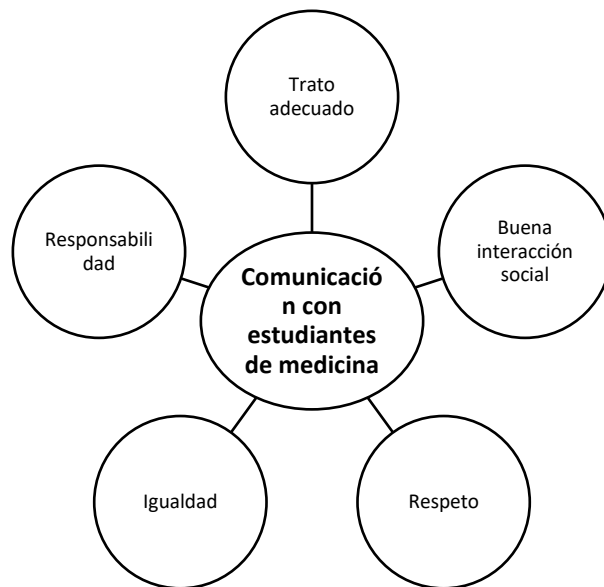 Trato
adecuado
Buena
interacción
social
Respeto
Igualdad
Responsabili
dad
Comunicació
n con
estudiantes
de medicina